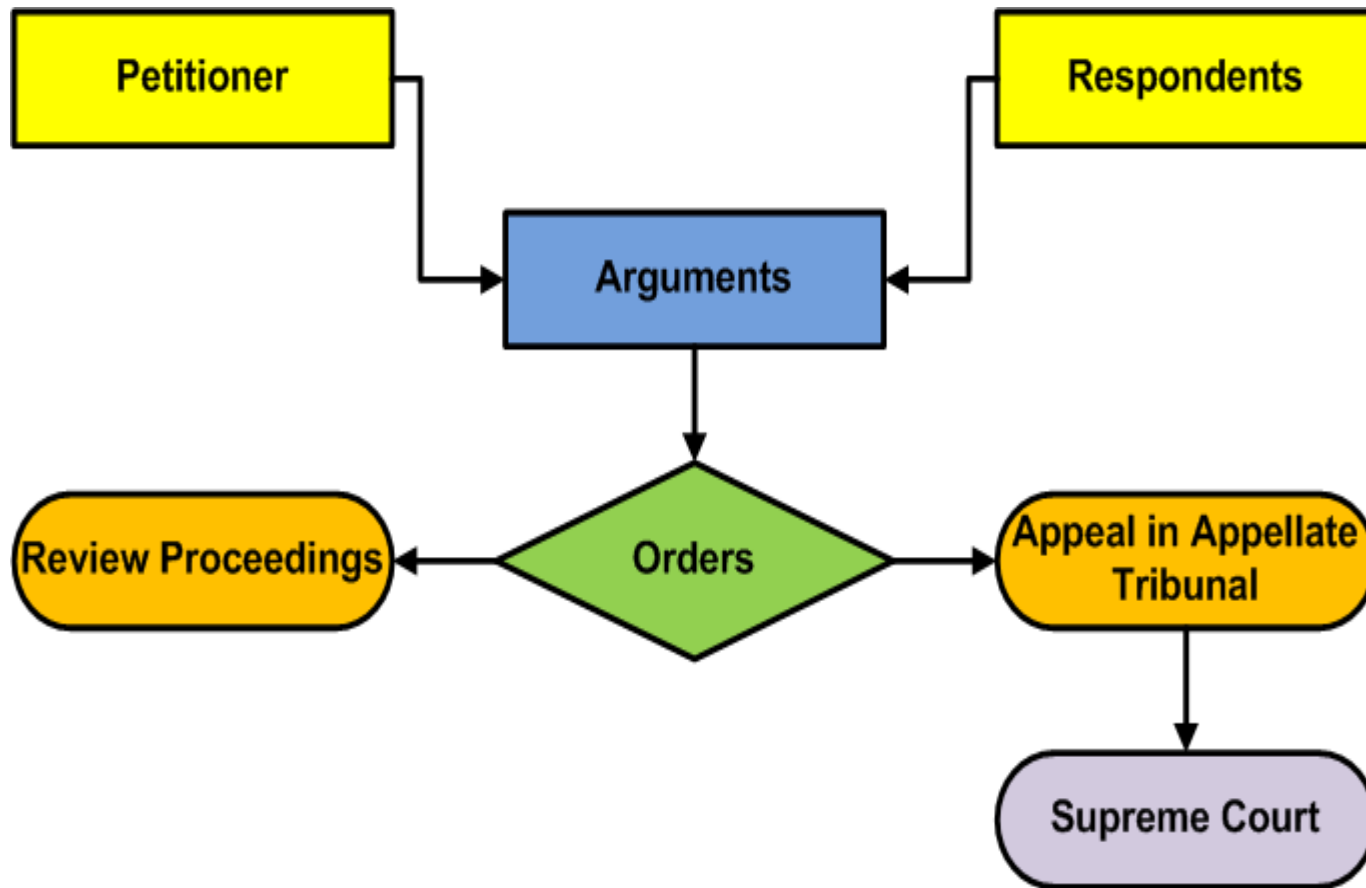 Petitioner
Respondents
Arguments
Review Proceedings
Orders
Appeal in Appellate
Tribunal
Supreme Court